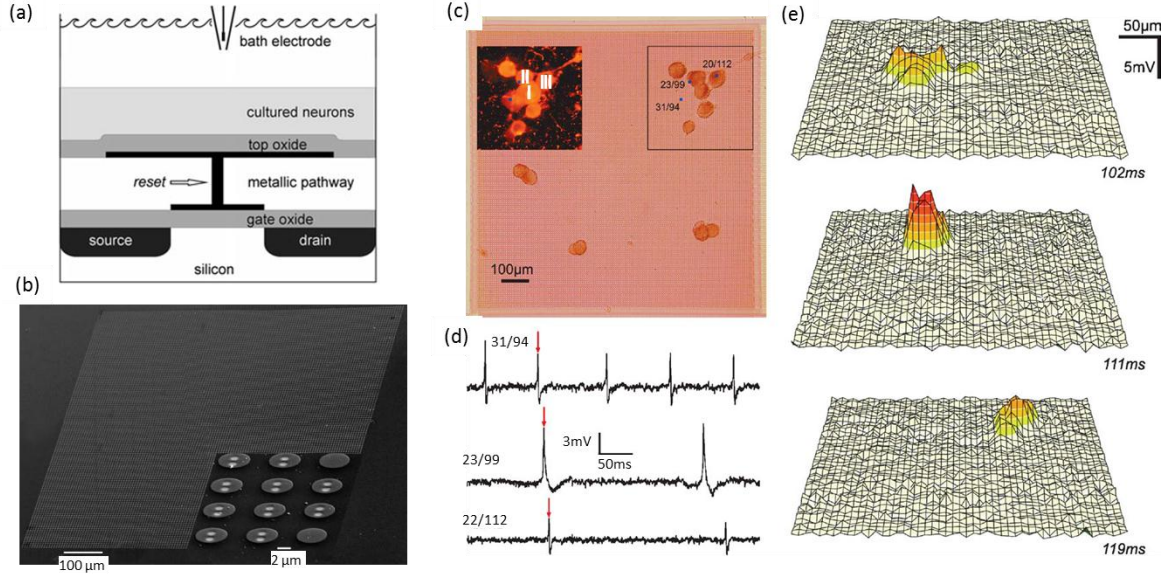 (a)
bath electrode
cultured neurons
top oxide
reset
metallic pathway
gate oxide
source
drain
silicon
(b)
100 µm
2 µm
(c)
II
III
I
20/112
23/99
31/94
100µm
(d)
31/94
23/99
3mV
50ms
22/112
(e)
50µm
5mV
102ms
111ms
119ms